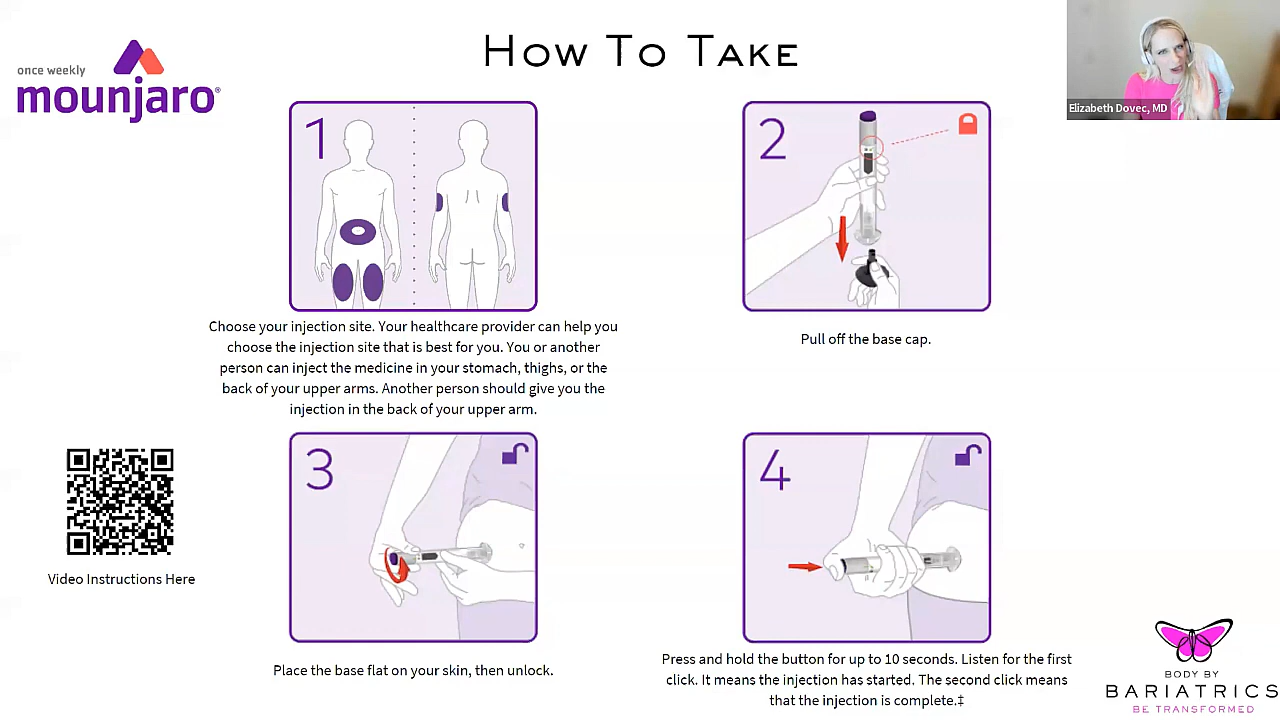 How To Take
once weekly
mounjaro®
Elizabeth Dovec, MD
1
Choose your injection site. Your healthcare provider can help you
choose the injection site that is best for you. You or another
person can inject the medicine in your stomach, thighs, or the
back of your upper arms. Another person should give you the
injection in the back of your upper arm.
2
Pull off the base cap.
3
Place the base flat on your skin, then unlock.
4
Press and hold the button for up to 10 seconds. Listen for the first
click. It means the injection has started. The second click means
that the injection is complete.‡
Video Instructions Here
BODY BY
BARIATRICS
BE TRANSFORMED